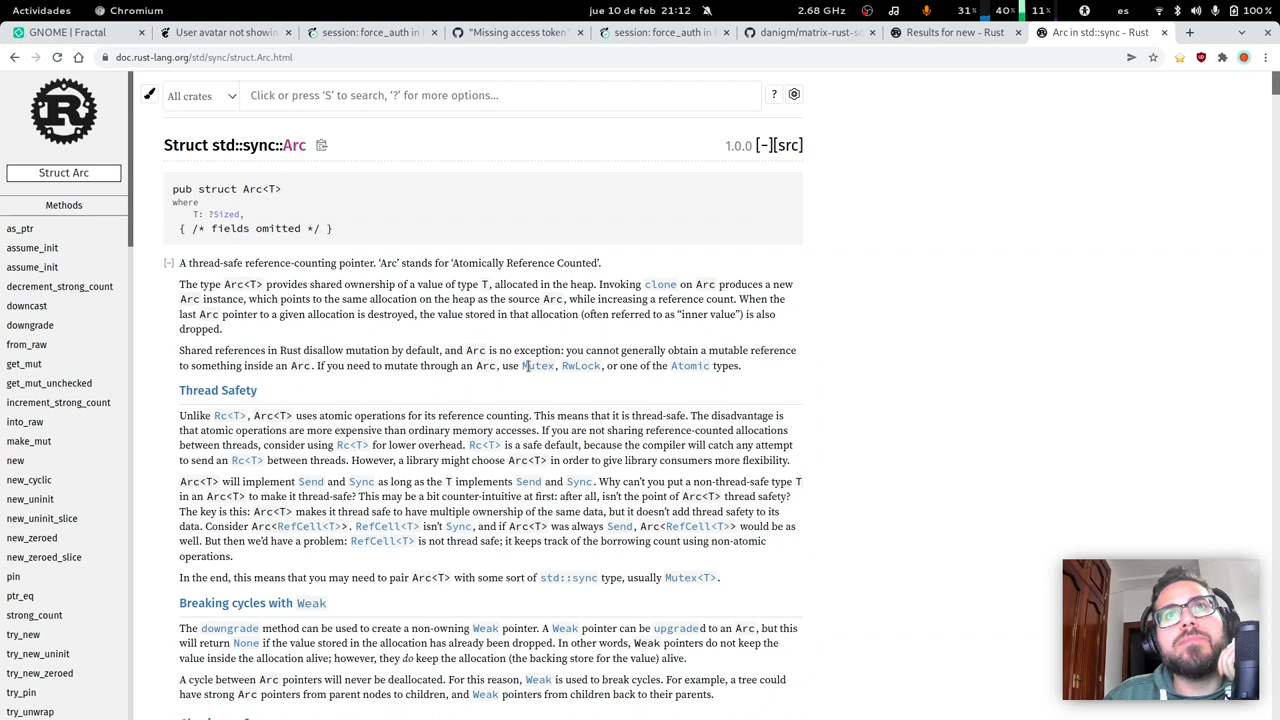 Actividades
Chromium
jue 10 de feb  21:12
2.68 GHz
31%
40%
11%
es
100 %
GNOME | Fractal
User avatar not showin
session: force_auth in F
"Missing access token"
session: force_auth in F
danigm/matrix-rust-sd
Results for new - Rust
Arc in std::sync - Rust
doc.rust-lang.org/std/sync/struct.Arc.html
All crates
Click or press ‘S’ to search, ‘?’ for more options…
?
Struct std::sync::Arc
1.0.0 [−][src]
Struct Arc
Methods
as_ptr
assume_init
assume_init
decrement_strong_count
downcast
downgrade
from_raw
get_mut
get_mut_unchecked
increment_strong_count
into_raw
make_mut
new
new_cyclic
new_uninit
new_uninit_slice
new_zeroed
new_zeroed_slice
pin
ptr_eq
strong_count
try_new
try_new_uninit
try_new_zeroed
try_pin
try_unwrap
pub struct Arc<T>
where
T: ?Sized,
{ /* fields omitted */ }
[−] A thread-safe reference-counting pointer. ‘Arc’ stands for ‘Atomically Reference Counted’.
The type Arc<T> provides shared ownership of a value of type T, allocated in the heap. Invoking clone on Arc produces a new
Arc instance, which points to the same allocation on the heap as the source Arc, while increasing a reference count. When the
last Arc pointer to a given allocation is destroyed, the value stored in that allocation (often referred to as “inner value”) is also
dropped.
Shared references in Rust disallow mutation by default, and Arc is no exception: you cannot generally obtain a mutable reference
to something inside an Arc. If you need to mutate through an Arc, use Mutex, RwLock, or one of the Atomic types.
Thread Safety
Unlike Rc<T>, Arc<T> uses atomic operations for its reference counting. This means that it is thread-safe. The disadvantage is
that atomic operations are more expensive than ordinary memory accesses. If you are not sharing reference-counted allocations
between threads, consider using Rc<T> for lower overhead. Rc<T> is a safe default, because the compiler will catch any attempt
to send an Rc<T> between threads. However, a library might choose Arc<T> in order to give library consumers more flexibility.
Arc<T> will implement Send and Sync as long as the T implements Send and Sync. Why can’t you put a non-thread-safe type T
in an Arc<T> to make it thread-safe? This may be a bit counter-intuitive at first: after all, isn’t the point of Arc<T> thread safety?
The key is this: Arc<T> makes it thread safe to have multiple ownership of the same data, but it doesn’t add thread safety to its
data. Consider Arc<RefCell<T>>. RefCell<T> isn’t Sync, and if Arc<T> was always Send, Arc<RefCell<T>> would be as
well. But then we’d have a problem: RefCell<T> is not thread safe; it keeps track of the borrowing count using non-atomic
operations.
In the end, this means that you may need to pair Arc<T> with some sort of std::sync type, usually Mutex<T>.
Breaking cycles with Weak
The downgrade method can be used to create a non-owning Weak pointer. A Weak pointer can be upgraded to an Arc, but this
will return None if the value stored in the allocation has already been dropped. In other words, Weak pointers do not keep the
value inside the allocation alive; however, they do keep the allocation (the backing store for the value) alive.
A cycle between Arc pointers will never be deallocated. For this reason, Weak is used to break cycles. For example, a tree could
have strong Arc pointers from parent nodes to children, and Weak pointers from children back to their parents.